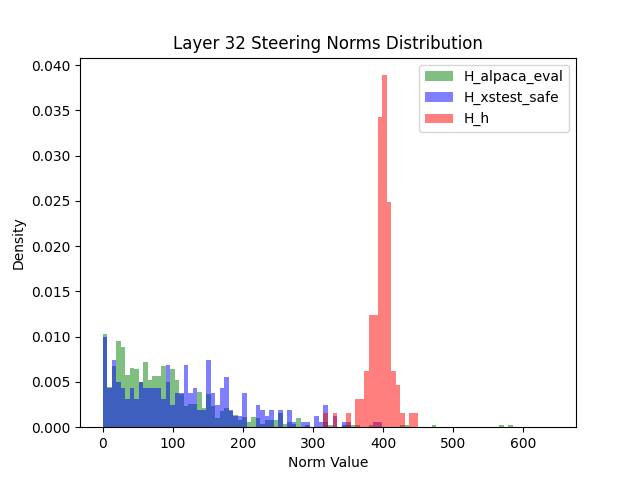 Layer 32 Steering Norms Distribution
H_alpaca_eval
H_xstest_safe
H_h
Density
0.040
0.035
0.030
0.025
0.020
0.015
0.010
0.005
0.000
0
100
200
300
400
500
600
Norm Value